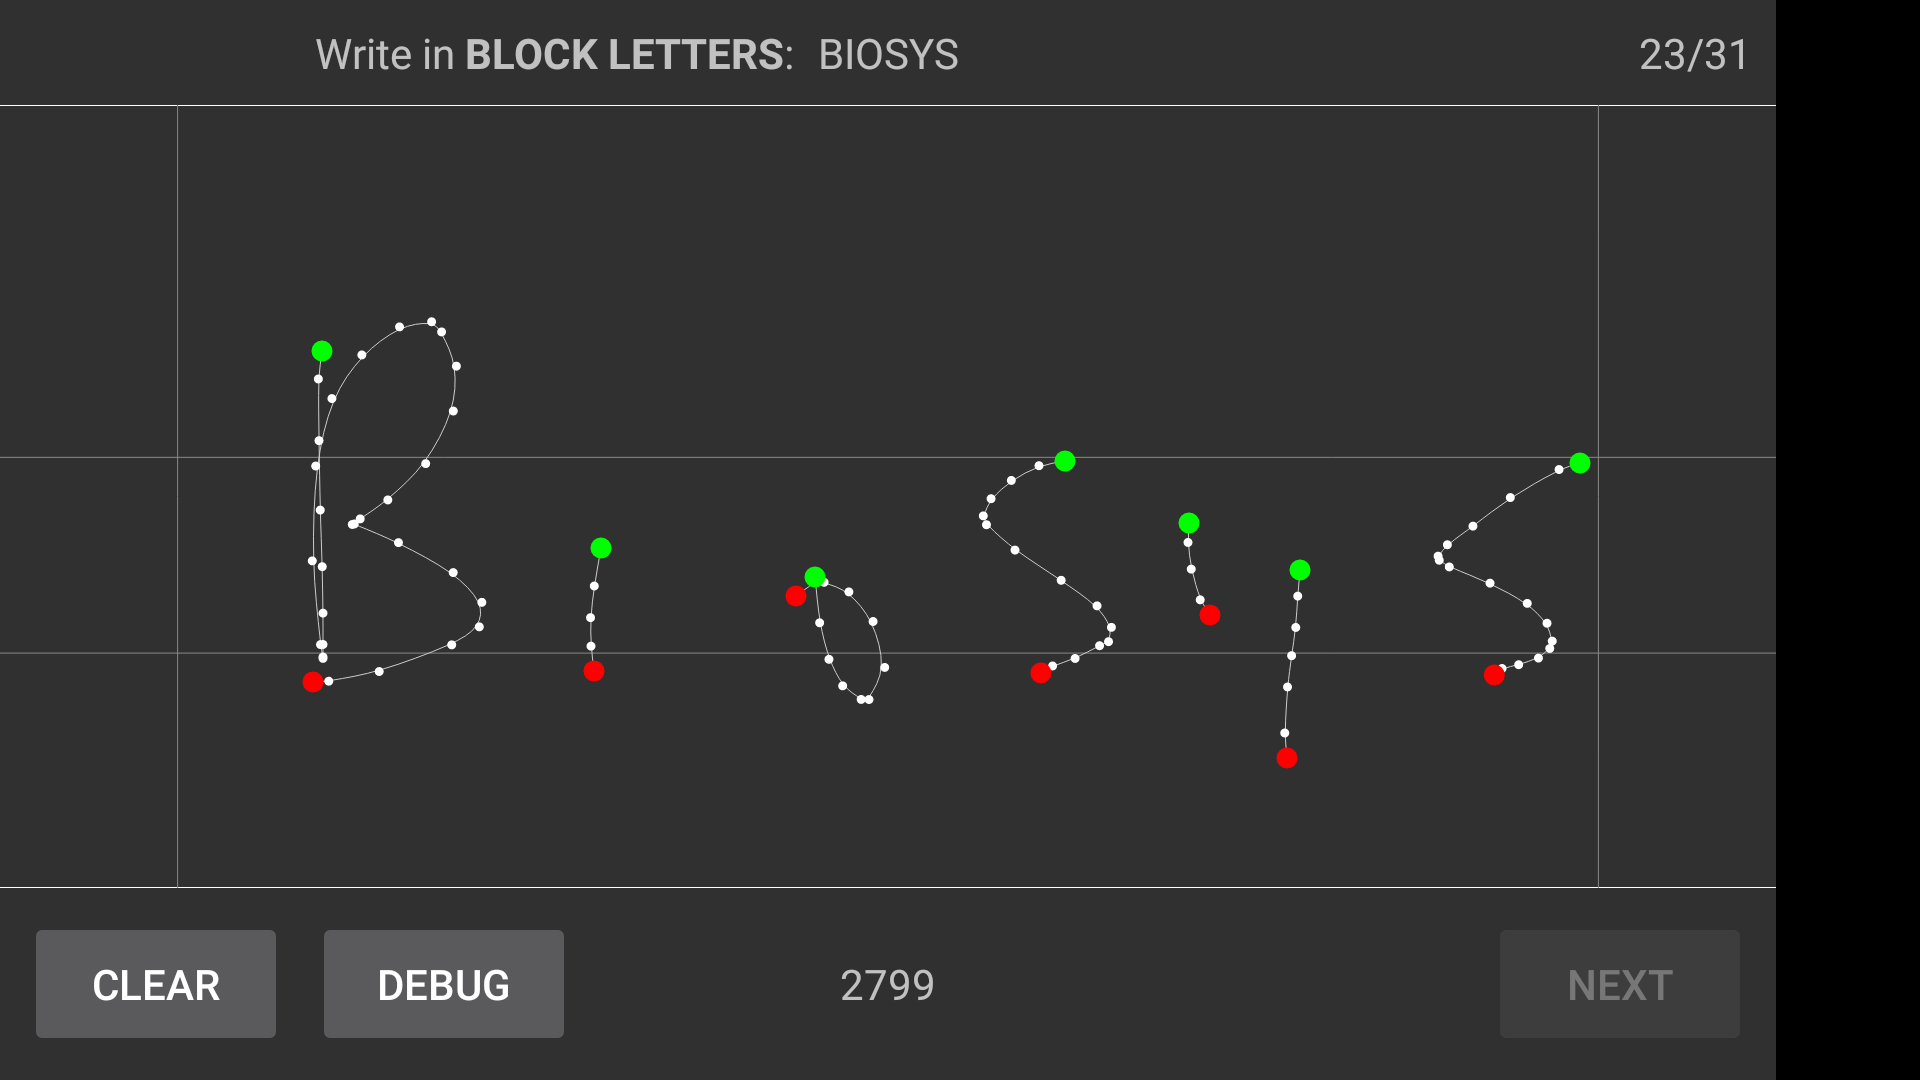 Write in BLOCK LETTERS: BIOSYS 23/31
BIOSYS
CLEAR DEBUG 2799 NEXT